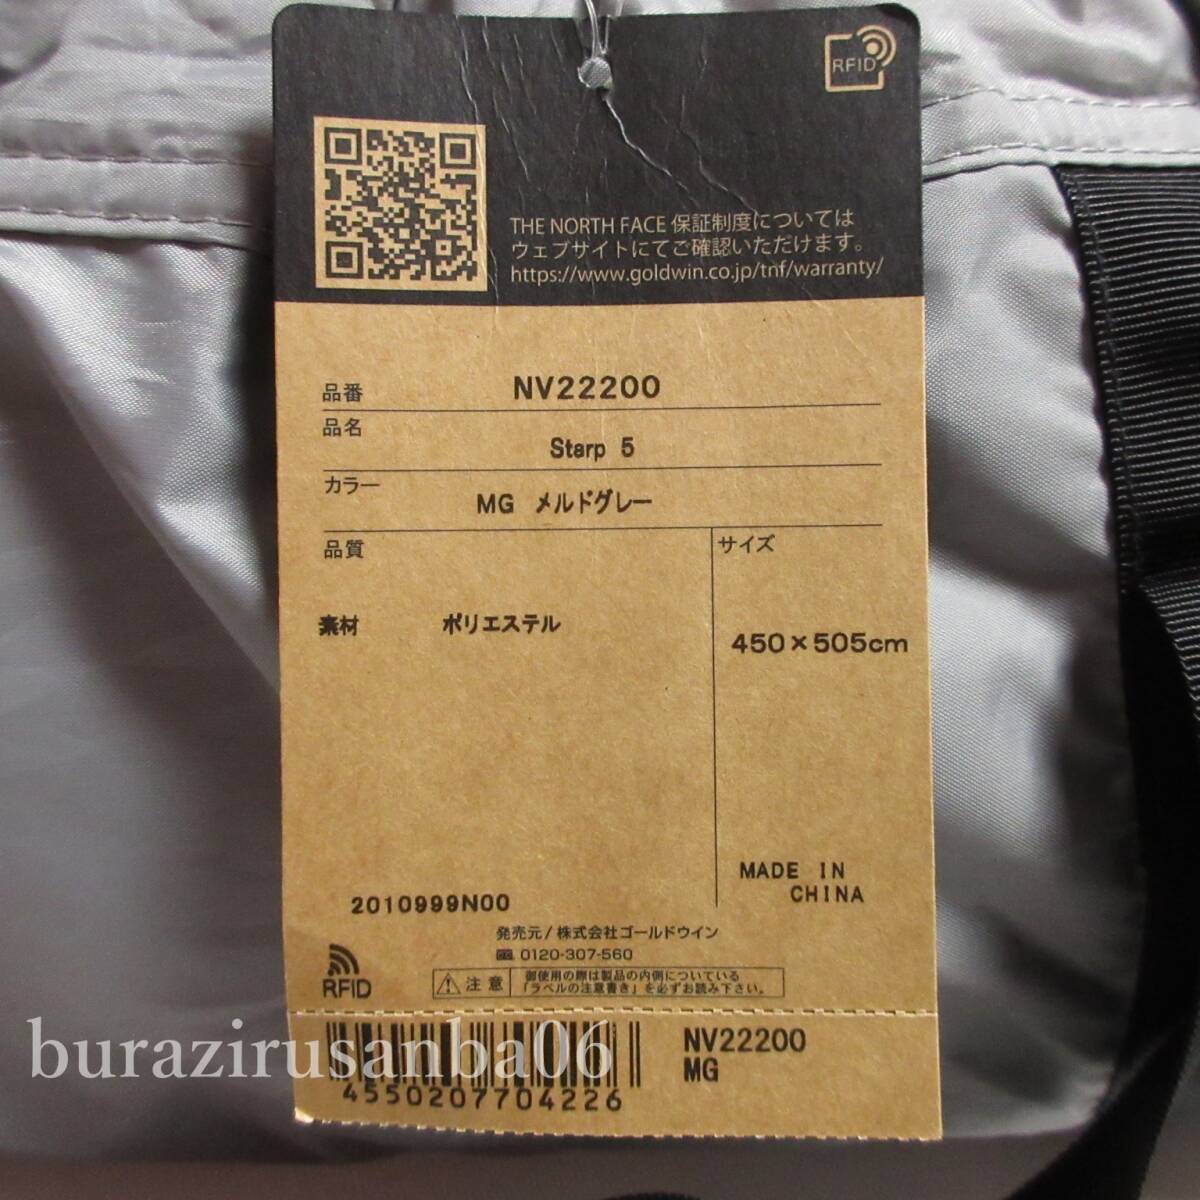 RFID
THE NORTH FACE 保証制度については
ウェブサイトにてご確認いただけます。
https://www.goldwin.co.jp/tnf/warranty/
品番 NV22200
品名
Starp 5
カラー
MG メルドグレー
品質
サイズ
素材 ポリエステル
450×505cm
MADE IN
CHINA
2010999N00
発売元/株式会社ゴールドウイン
0120-307-560
RFID
注意
御使用の際は製品の内側についている
「ラベルの注意書き」を必ずお読み下さい。
burazirusanba06
4550207704226
NV22200
MG